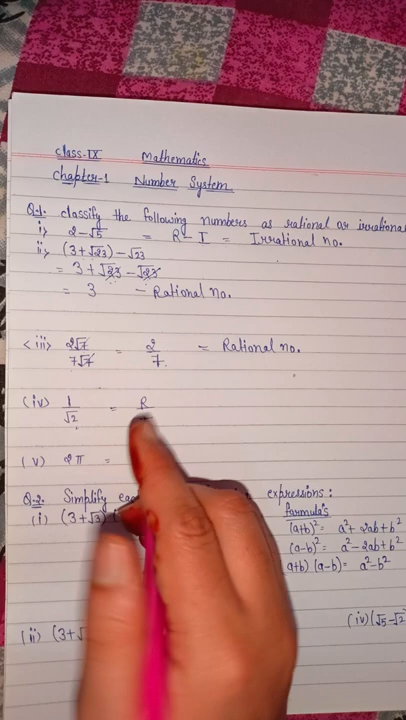 Class-IX Mathematics
Chapter-1 Number System
Q.1. classify the following numbers as rational or irrational
i) 2-√5 = R-I = Irrational no.
ii) (3+√23)-√23
= 3+√23-√23
= 3 - Rational no.
(iii) 2√7/7√7 = 2/7 = Rational no.
(iv) 1/√2 = R
(v) 2π =
Q.2. Simplify expressions:
(i) (3+√3) formula's
(a+b)² = a²+2ab+b²
(a-b)² = a²-2ab+b²
a+b) (a-b) = a²-b²
(iv) (√5-√2
(ii) (3+√